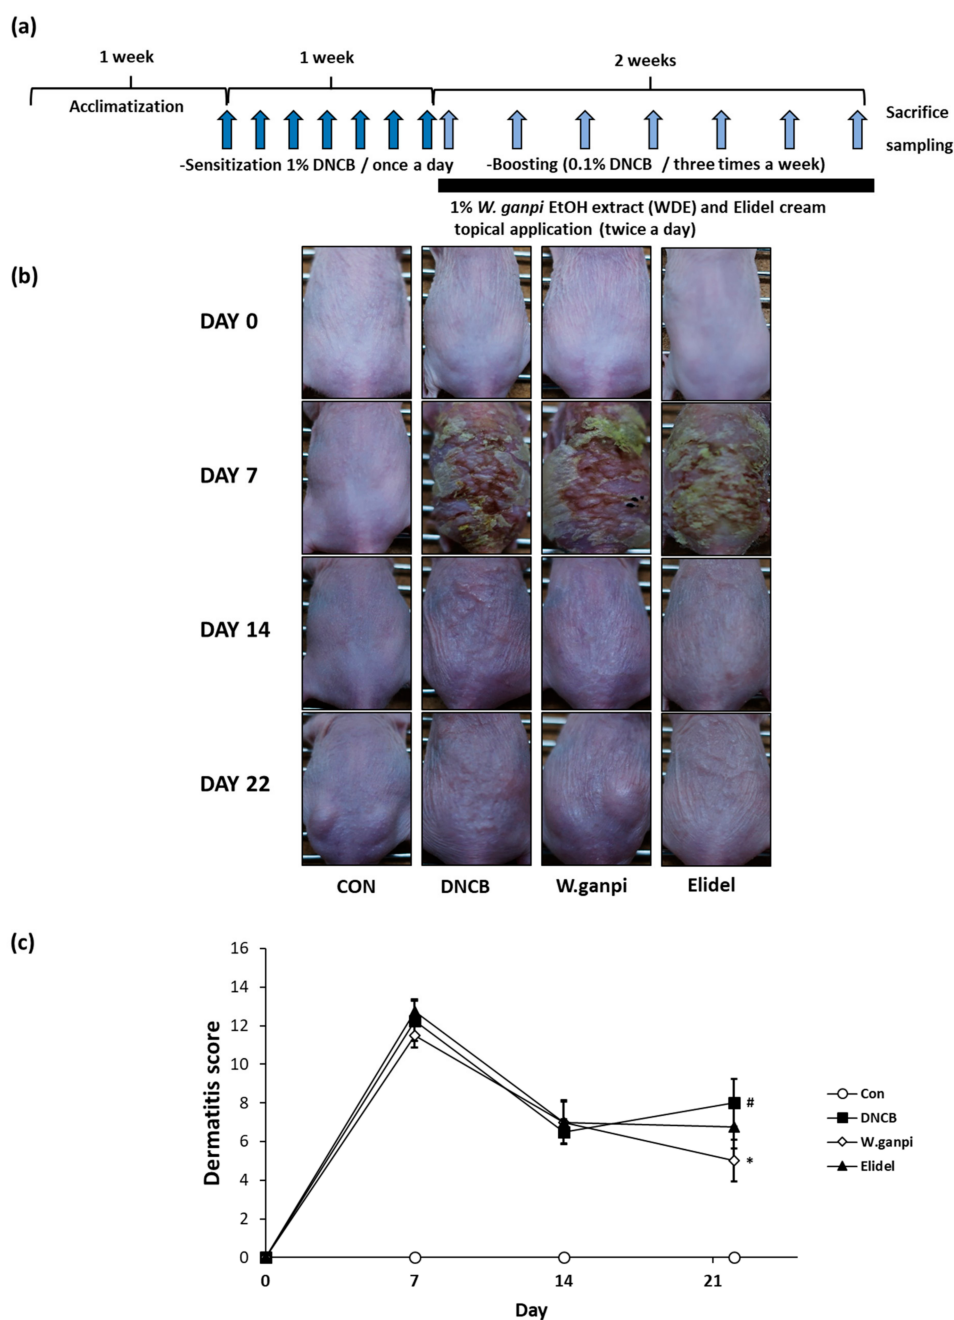 (a)
1 week
1 week
2 weeks
Acclimatization
Sacrifice
sampling
-Sensitization 1% DNCB / once a day
-Boosting (0.1% DNCB / three times a week)
1% W. ganpi EtOH extract (WDE) and Elidel cream
topical application (twice a day)
(b)
DAY 0
DAY 7
DAY 14
DAY 22
CON DNCB W.ganpi Elidel
(c)
16
14
12
10
8
6
4
2
0
Dermatitis score
#
*
Con
DNCB
W.ganpi
Elidel
0 7 14 21
Day